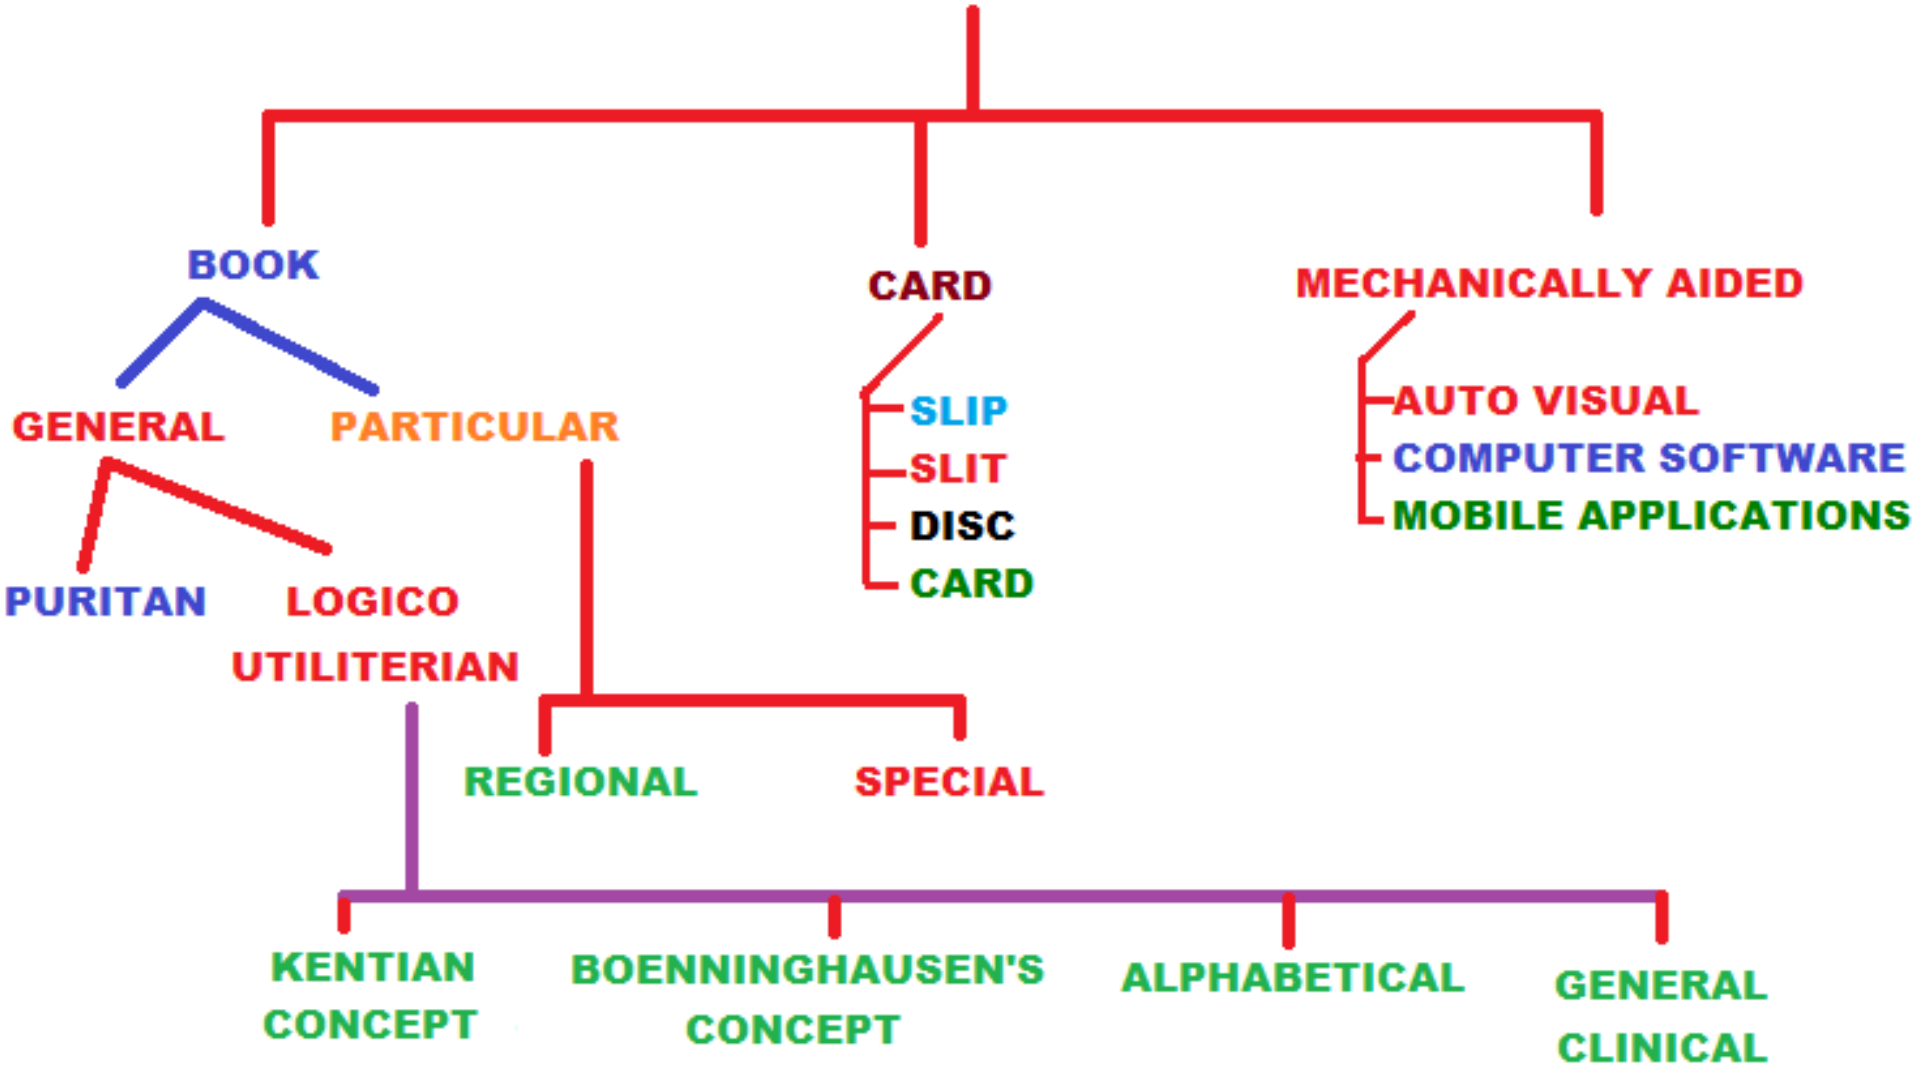 BOOK
CARD
MECHANICALLY AIDED
GENERAL
PARTICULAR
SLIP
SLIT
DISC
CARD
AUTO VISUAL
COMPUTER SOFTWARE
MOBILE APPLICATIONS
PURITAN
LOGICO
UTILITERIAN
REGIONAL
SPECIAL
KENTIAN
CONCEPT
BOENNINGHAUSEN'S
CONCEPT
ALPHABETICAL
GENERAL
CLINICAL